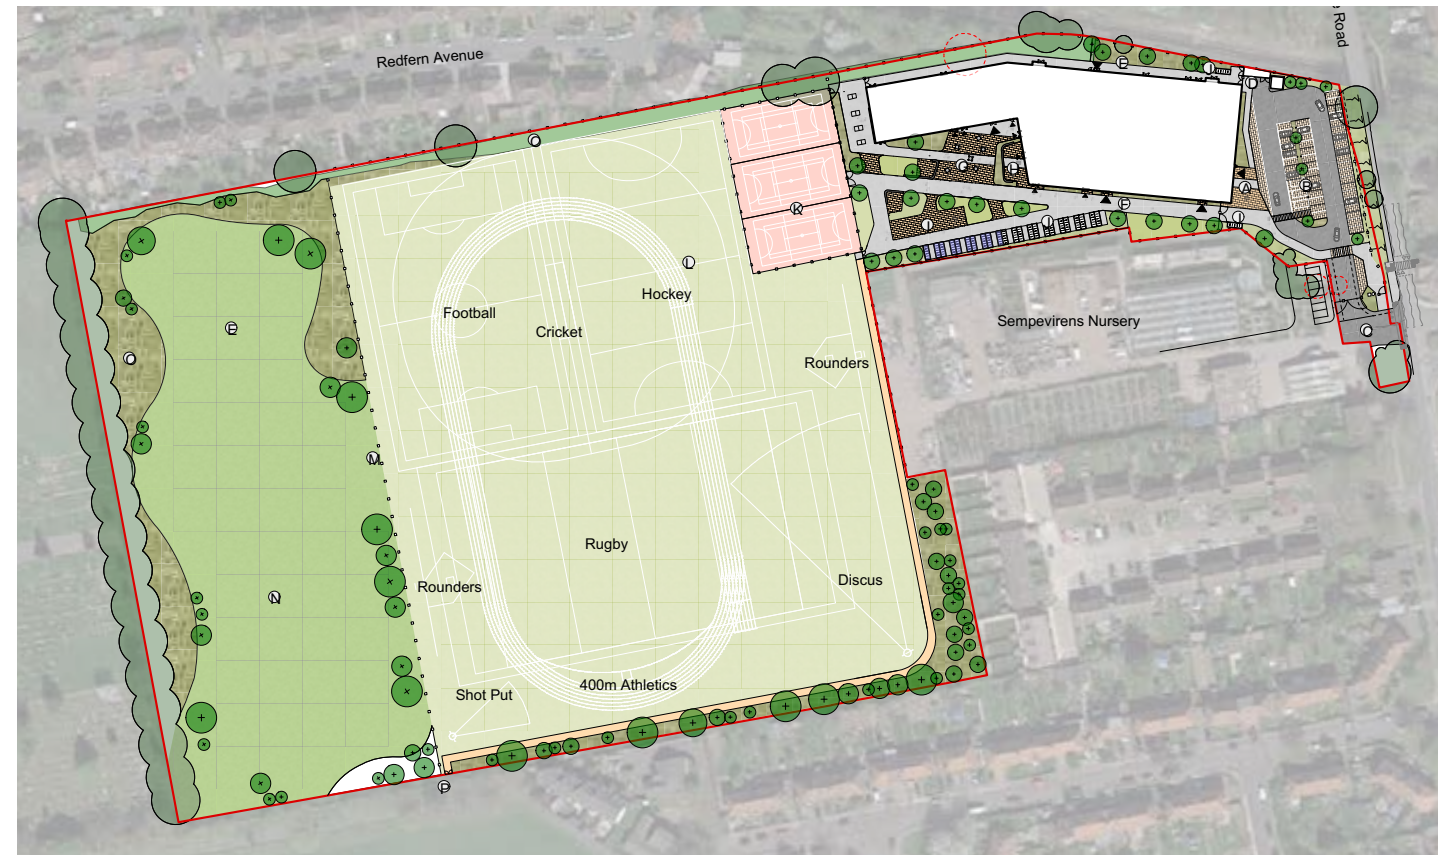 Road
Redfern Avenue
Football
Hockey
Cricket
Sempevirens Nursery
Rounders
Rugby
Rounders
Discus
400m Athletics
Shot Put
K
L
E
M
N
P
B
A